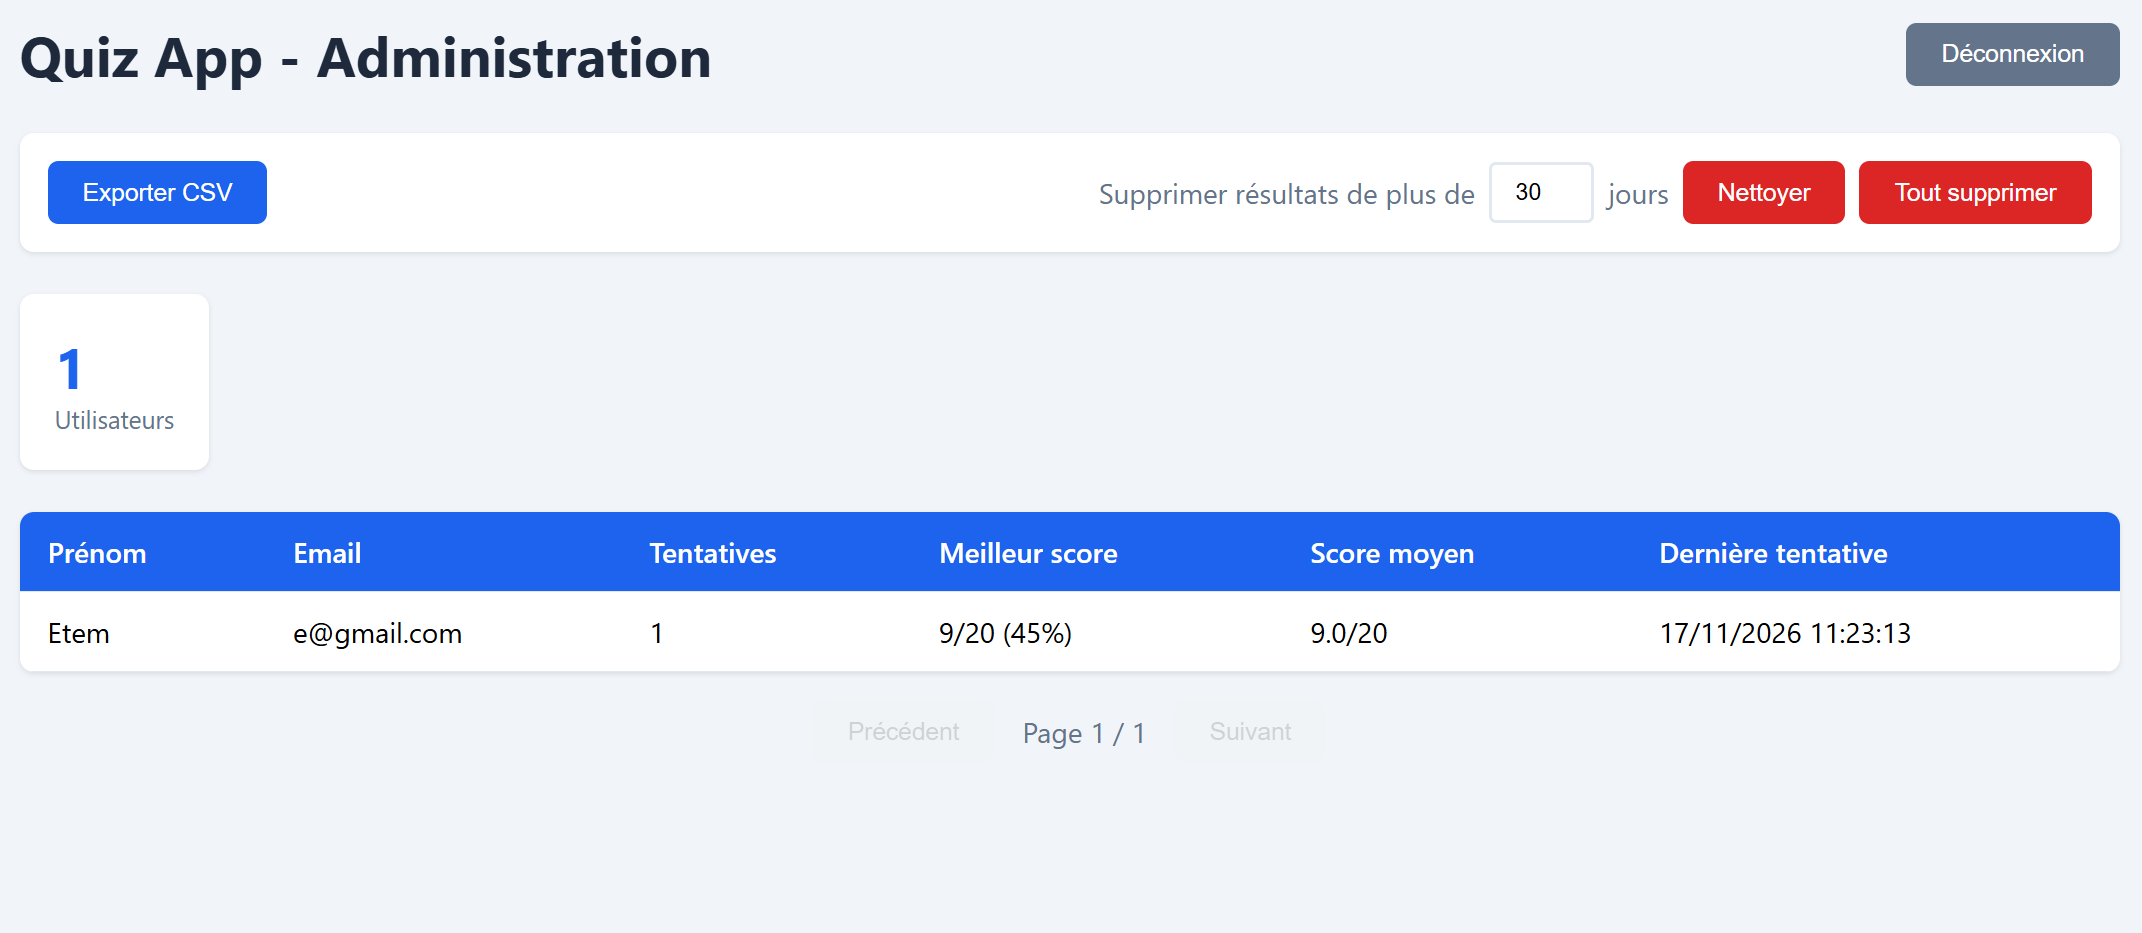 Quiz App - Administration
Déconnexion
Exporter CSV
Supprimer résultats de plus de 30 jours Nettoyer Tout supprimer
1
Utilisateurs
Prénom Email Tentatives Meilleur score Score moyen Dernière tentative
Etem e@gmail.com 1 9/20 (45%) 9.0/20 17/11/2026 11:23:13
Précédent Page 1 / 1 Suivant